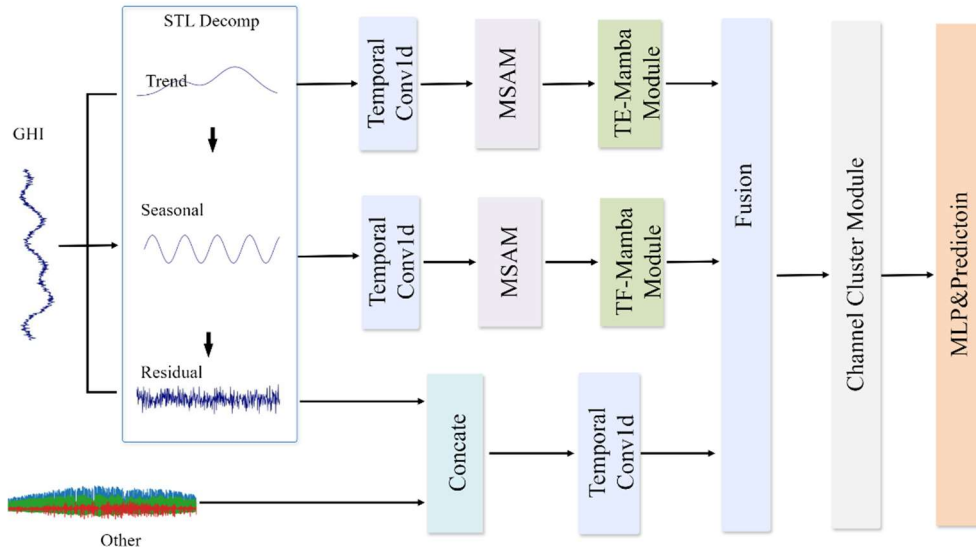 STL Decomp
Trend
Temporal
Conv1d
MSAM
TE-Mamba
Module
GHI
Seasonal
Temporal
Conv1d
MSAM
TF-Mamba
Module
Residual
Concate
Temporal
Conv1d
Other
Fusion
Channel Cluster Module
MLP&Predictoin